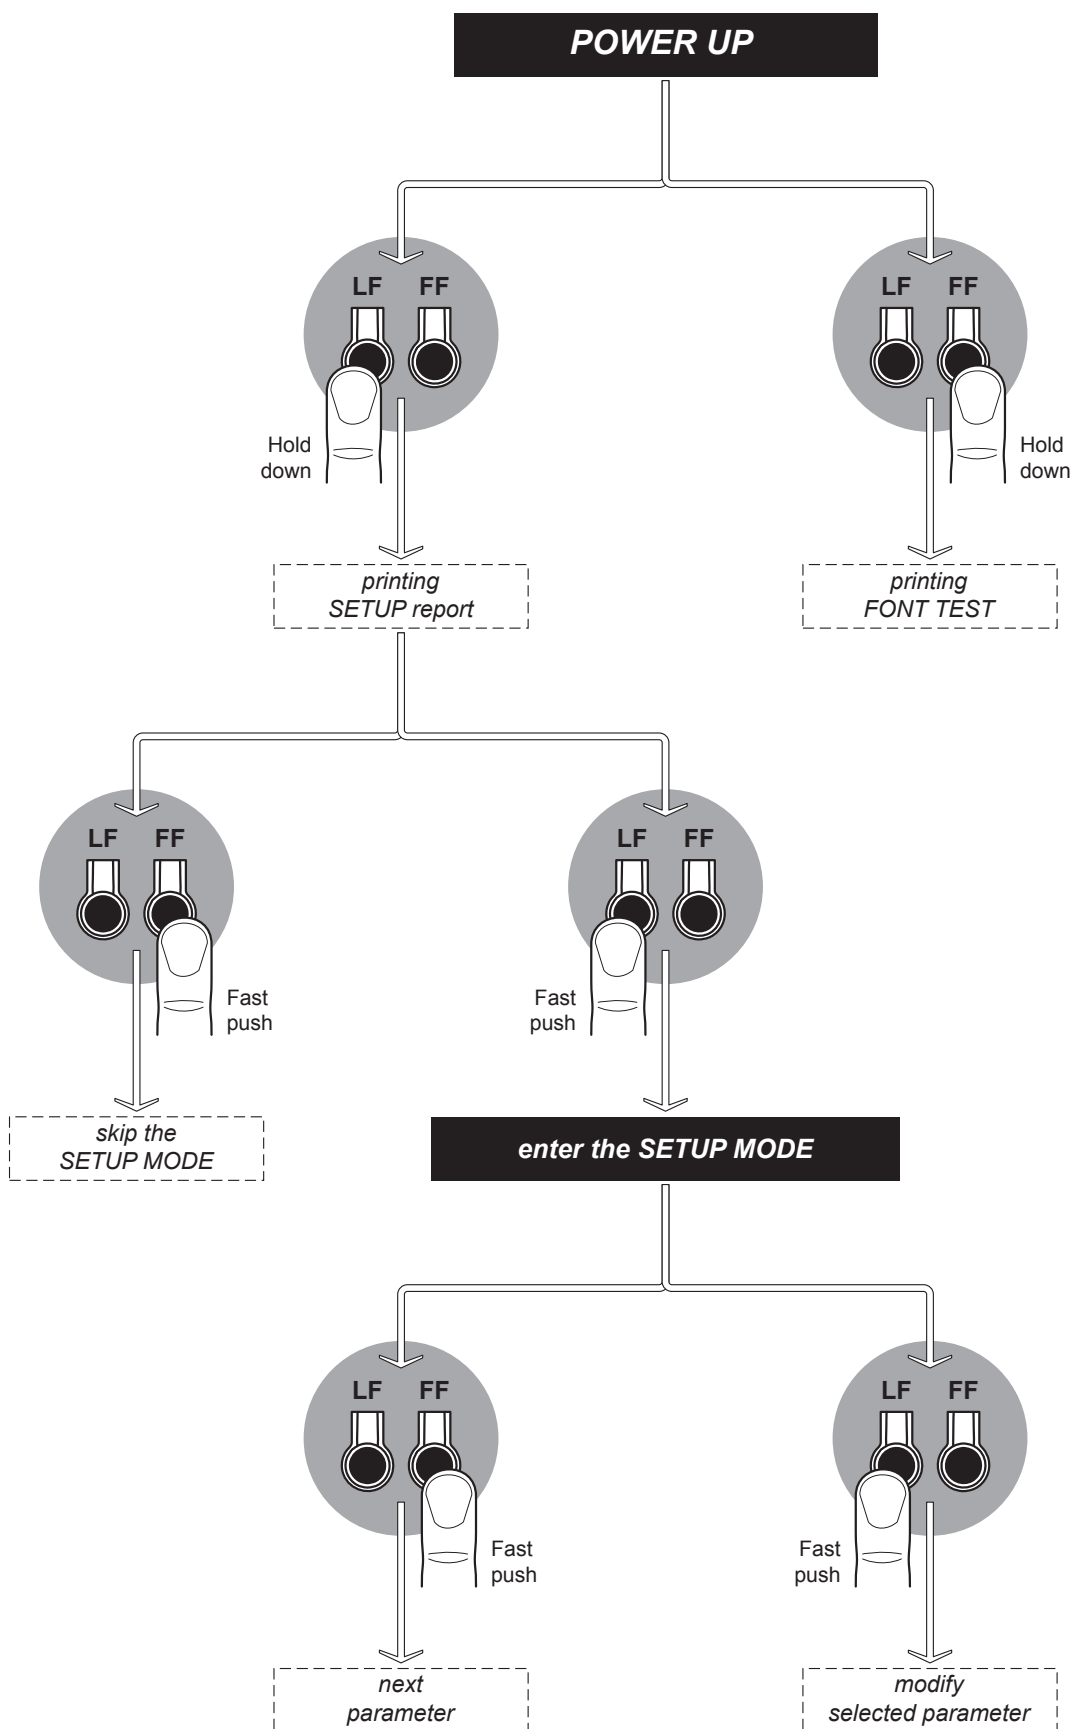 POWER UP
LF FF
Hold
down
LF FF
Hold
down
printing
SETUP report
printing
FONT TEST
LF FF
Fast
push
LF FF
Fast
push
skip the
SETUP MODE
enter the SETUP MODE
LF FF
Fast
push
LF FF
Fast
push
next
parameter
modify
selected parameter